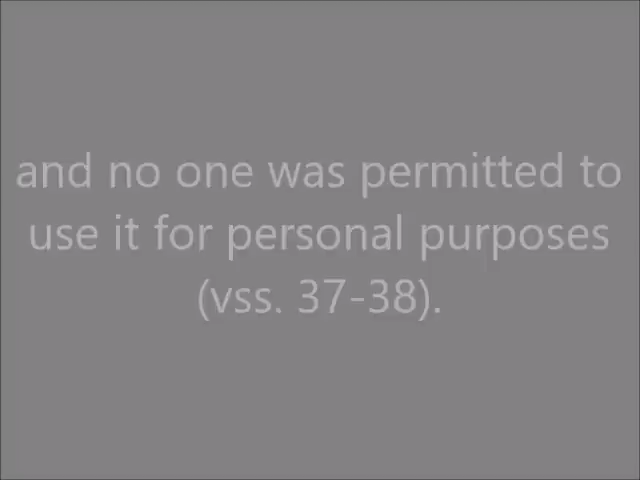 and no one was permitted to
use it for personal purposes
(vss. 37-38).